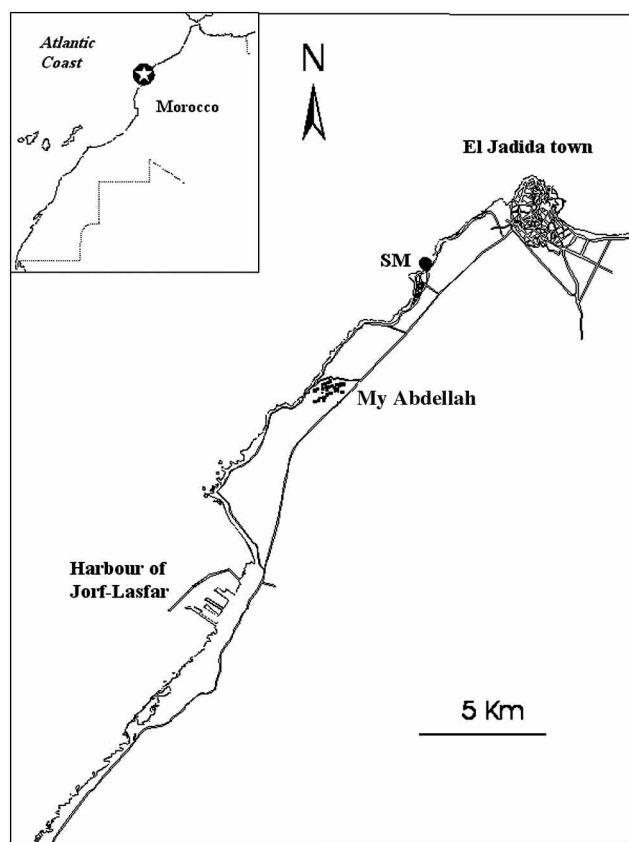 Atlantic
Coast
Morocco
N
El Jadida town
SM
My Abdellah
Harbour of
Jorf-Lasfar
5 Km